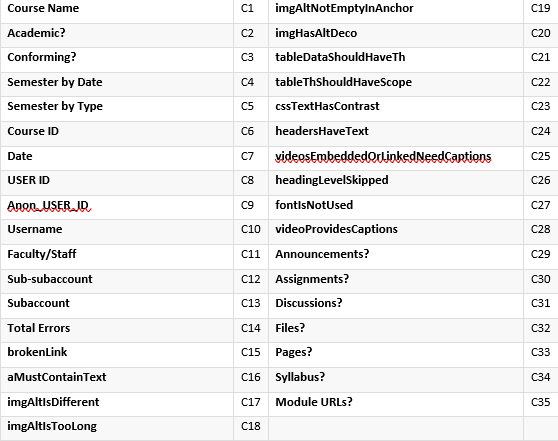 Course Name C1 imgAltNotEmptyInAnchor C19
Academic? C2 imgHasAltDeco C20
Conforming? C3 tableDataShouldHaveTh C21
Semester by Date C4 tableThShouldHaveScope C22
Semester by Type C5 cssTextHasContrast C23
Course ID C6 headersHaveText C24
Date C7 videosEmbeddedOrLinkedNeedCaptions C25
USER ID C8 headingLevelSkipped C26
Anon_USER_ID C9 fontIsNotUsed C27
Username C10 videoProvidesCaptions C28
Faculty/Staff C11 Announcements? C29
Sub-subaccount C12 Assignments? C30
Subaccount C13 Discussions? C31
Total Errors C14 Files? C32
brokenLink C15 Pages? C33
aMustContainText C16 Syllabus? C34
imgAltIsDifferent C17 Module URLs? C35
imgAltIsTooLong C18